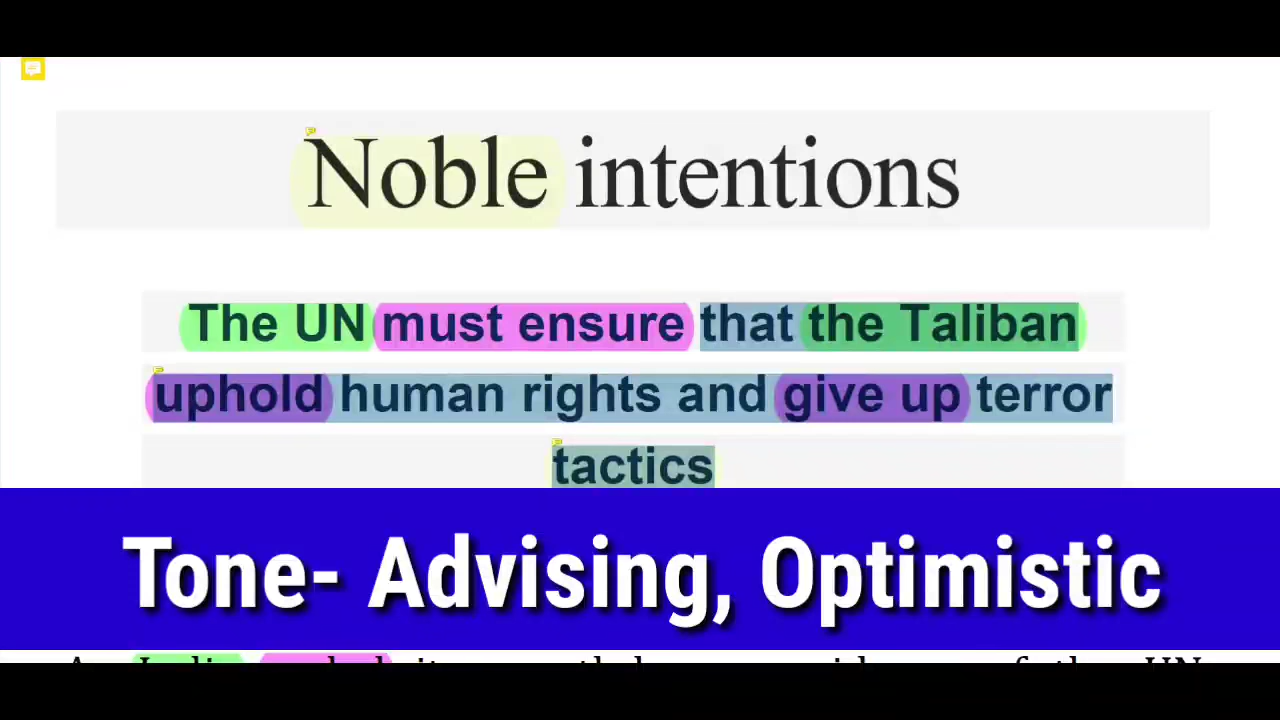 Noble intentions
The UN must ensure that the Taliban
uphold human rights and give up terror
tactics
Tone- Advising, Optimistic